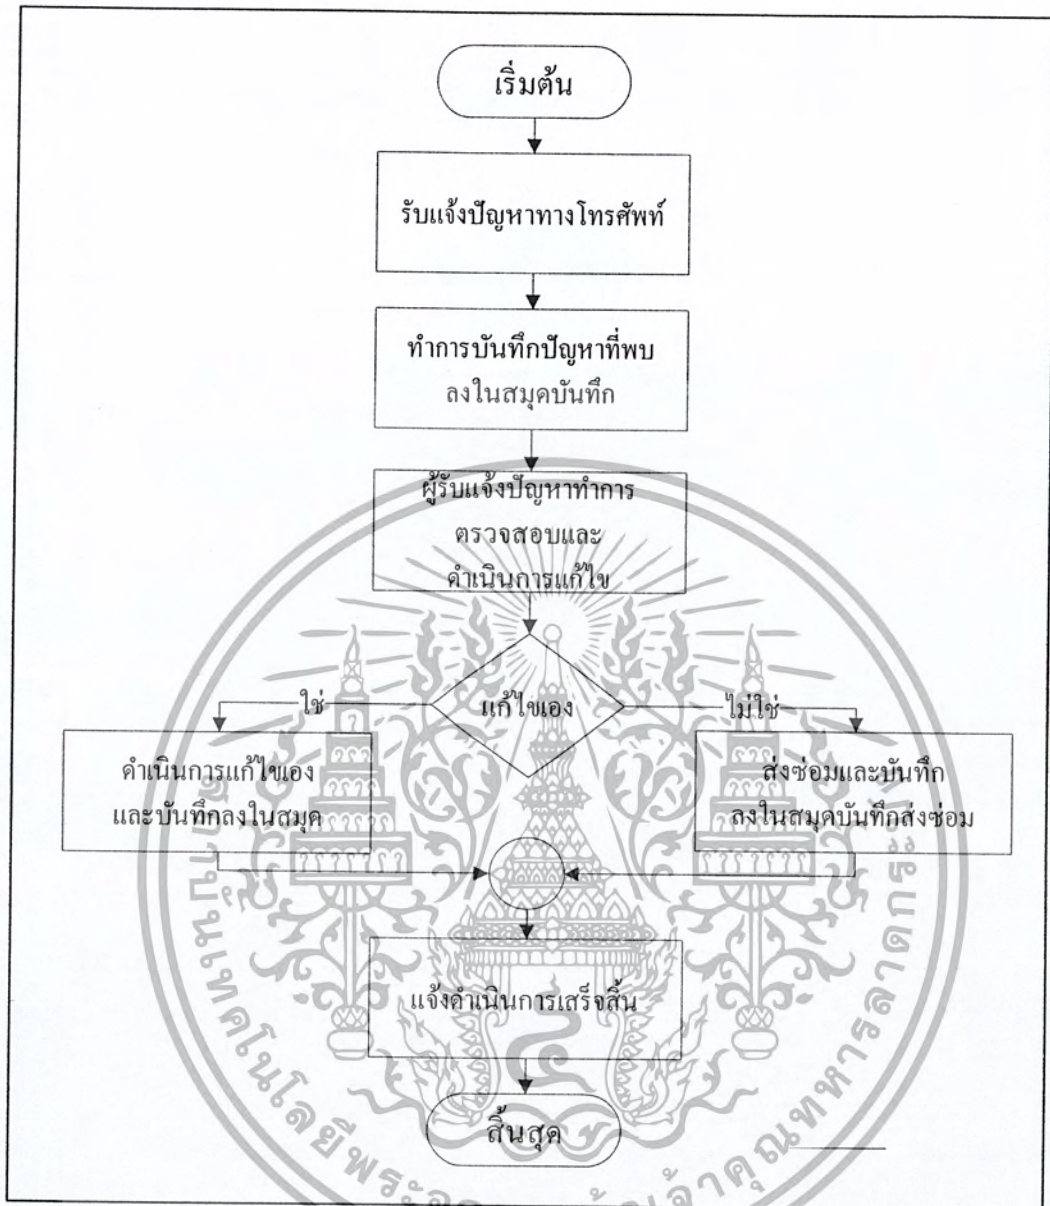 เริ่มต้น
รับแจ้งปัญหาทางโทรศัพท์
ทำการบันทึกปัญหาที่พบ
ลงในสมุดบันทึก
ผู้รับแจ้งปัญหาทำการ
ตรวจสอบและ
ดำเนินการแก้ไข
แก้ไขเอง
ใช่
ไม่ใช่
ดำเนินการแก้ไขเอง
และบันทึกลงในสมุด
ส่งซ่อมและบันทึก
ลงในสมุดบันทึกส่งซ่อม
แจ้งดำเนินการเสร็จสิ้น
สิ้นสุด